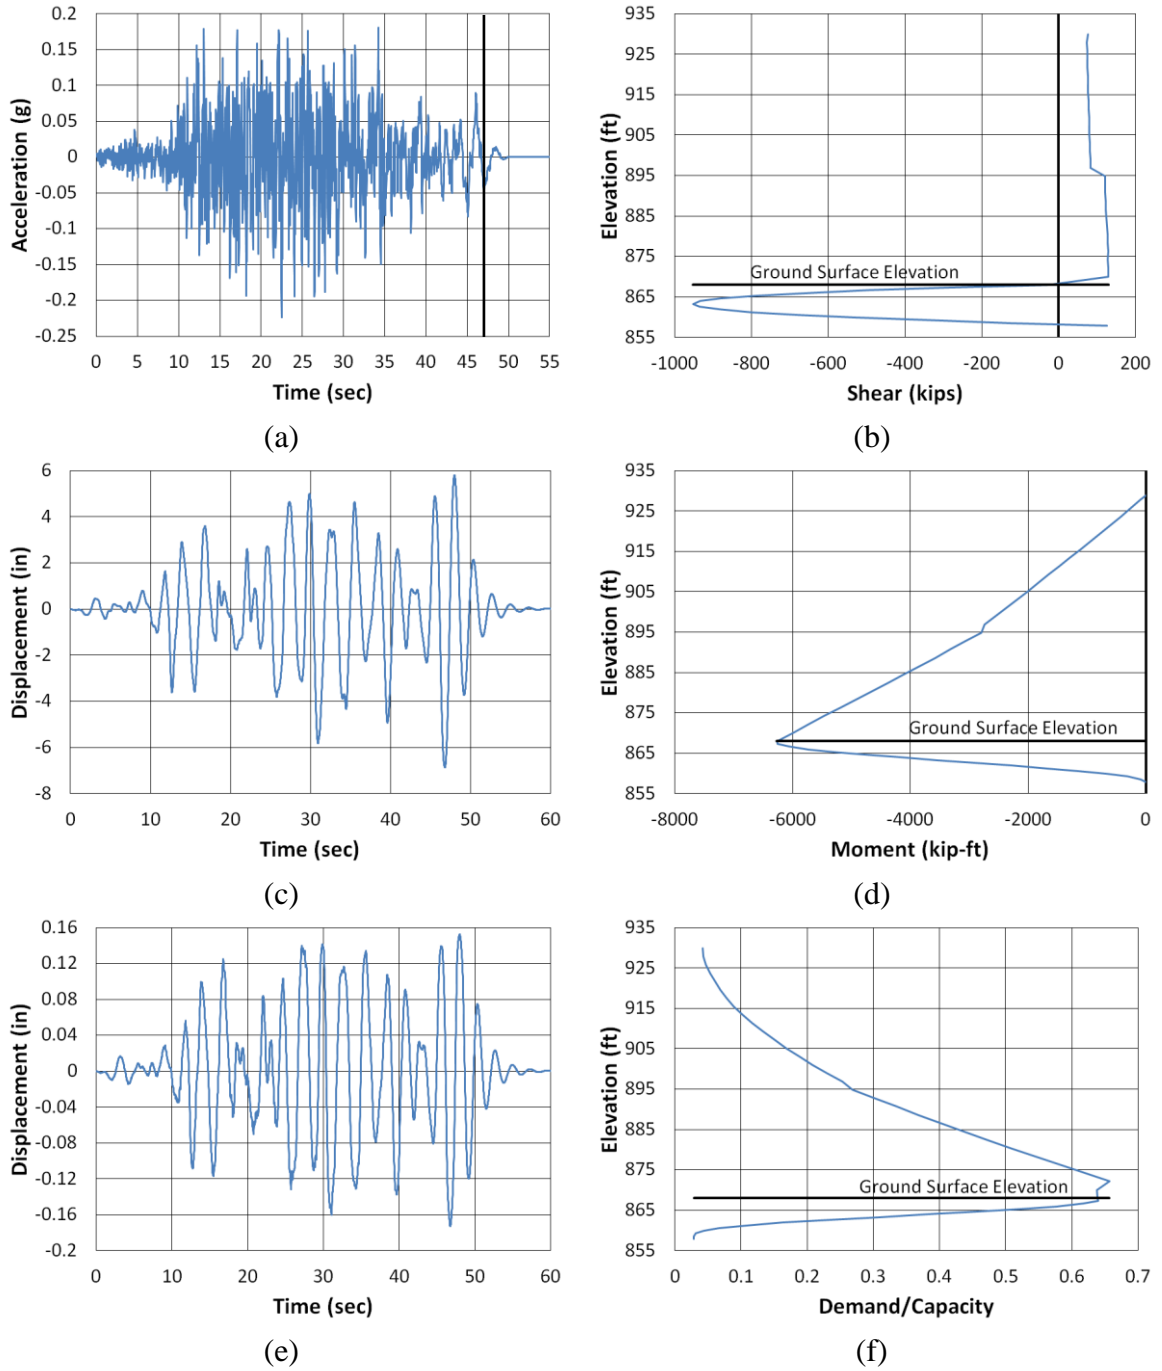 0.2
0.15
0.1
0.05
0
-0.05
-0.1
-0.15
-0.2
-0.25
Acceleration (g)
0 5 10 15 20 25 30 35 40 45 50 55
Time (sec)
(a)
935
925
915
905
895
885
875
865
855
Elevation (ft)
Ground Surface Elevation
-1000 -800 -600 -400 -200 0 200
Shear (kips)
(b)
6
4
2
0
-2
-4
-6
-8
Displacement (in)
0 10 20 30 40 50 60
Time (sec)
(c)
935
925
915
905
895
885
875
865
855
Elevation (ft)
Ground Surface Elevation
-8000 -6000 -4000 -2000 0
Moment (kip-ft)
(d)
0.16
0.12
0.08
0.04
0
-0.04
-0.08
-0.12
-0.16
-0.2
Displacement (in)
0 10 20 30 40 50 60
Time (sec)
(e)
935
925
915
905
895
885
875
865
855
Elevation (ft)
Ground Surface Elevation
0 0.1 0.2 0.3 0.4 0.5 0.6 0.7
Demand/Capacity
(f)